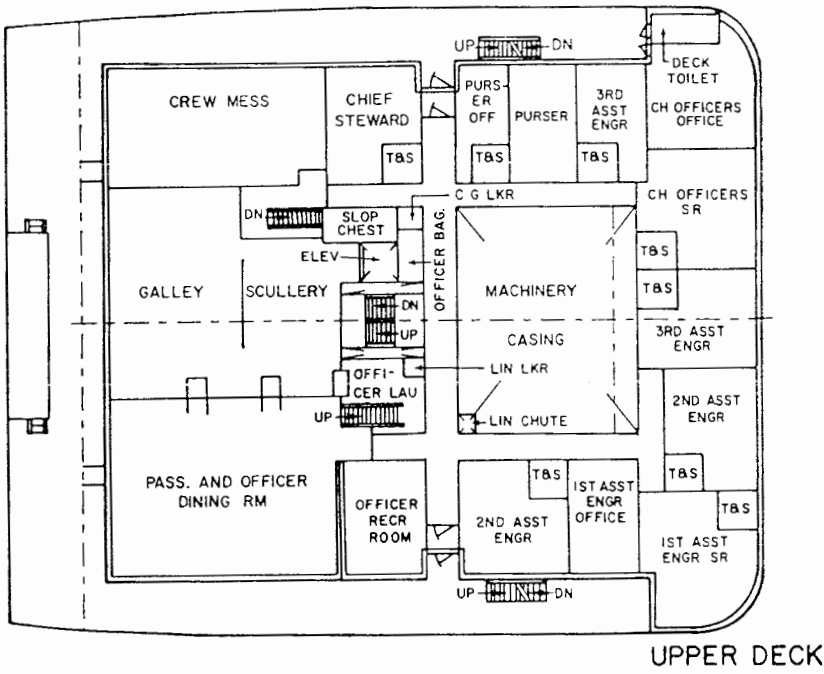 UP
DN
DECK
TOILET
CREW MESS
CHIEF
STEWARD
PURS-
ER
OFF
PURSER
3RD
ASST
ENGR
CH OFFICERS
OFFICE
T&S
T&S
T&S
C G LKR
CH OFFICERS
SR
DN
SLOP
CHEST
OFFICER BAG.
ELEV
T&S
T&S
GALLEY
SCULLERY
MACHINERY
CASING
DN
UP
3RD ASST
ENGR
OFFI-
CER LAU
LIN LKR
2ND ASST
ENGR
UP
LIN CHUTE
PASS. AND OFFICER
DINING RM
T&S
T&S
OFFICER
RECR
ROOM
2ND ASST
ENGR
1ST ASST
ENGR
OFFICE
T&S
1ST ASST
ENGR SR
UP
DN
UPPER DECK